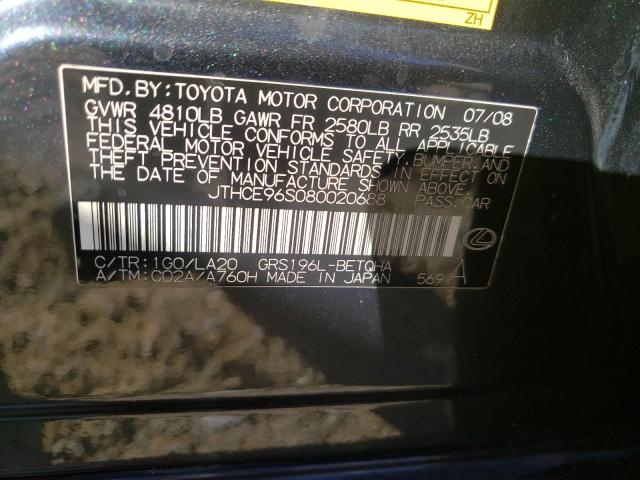 ZH
MFD.BY:TOYOTA MOTOR CORPORATION 07/08
GVWR 4810LB GAWR FR 2580LB RR 2535LB
THIS VEHICLE CONFORMS TO ALL APPLICABLE
FEDERAL MOTOR VEHICLE SAFETY,BUMPER,AND
THEFT PREVENTION STANDARDS IN EFFECT ON
THE DATE OF MANUFACTURE SHOWN ABOVE.
JTHCE96S080020688 PASS.CAR
C/TR:1G0/LA20 GRS196L-BETQHA
A/TM:C02A/A760H MADE IN JAPAN 569 A